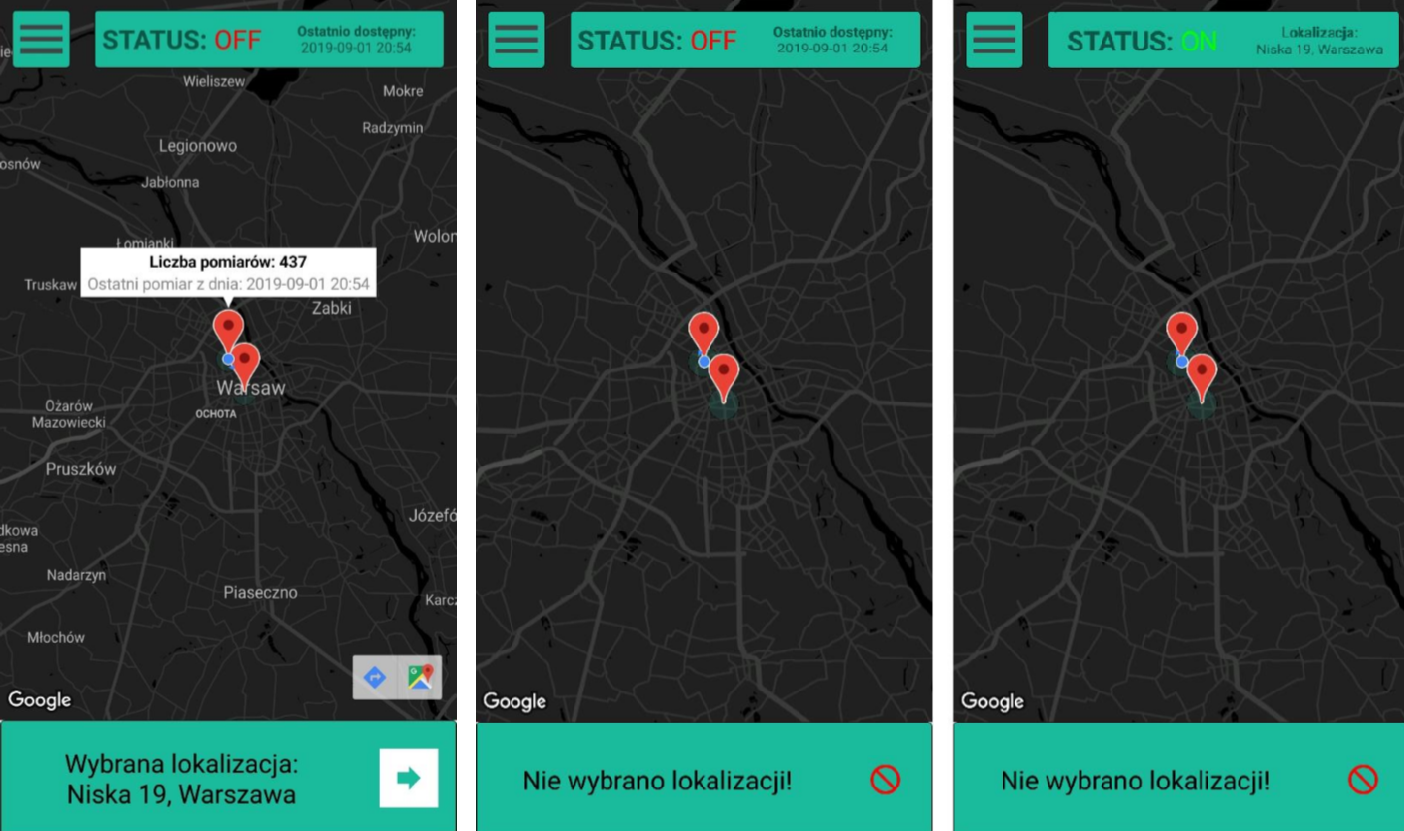 STATUS: OFF
Ostatnio dostępny:
2019-09-01 20:54
Wieliszew
Mokre
Radzymin
Legionowo
osnów
Jabłonna
Wolon
Łomianki
Liczba pomiarów: 437
Ostatni pomiar z dnia: 2019-09-01 20:54
Truskaw
Ząbki
Warsaw
OCHOTA
Ożarów
Mazowiecki
Pruszków
Józefó
dkowa
esna
Nadarzyn
Piaseczno
Karcz
Młochów
Google
Wybrana lokalizacja:
Niska 19, Warszawa
STATUS: OFF
Ostatnio dostępny:
2019-09-01 20:54
Google
Nie wybrano lokalizacji!
STATUS: ON
Lokalizacja:
Niska 19, Warszawa
Google
Nie wybrano lokalizacji!